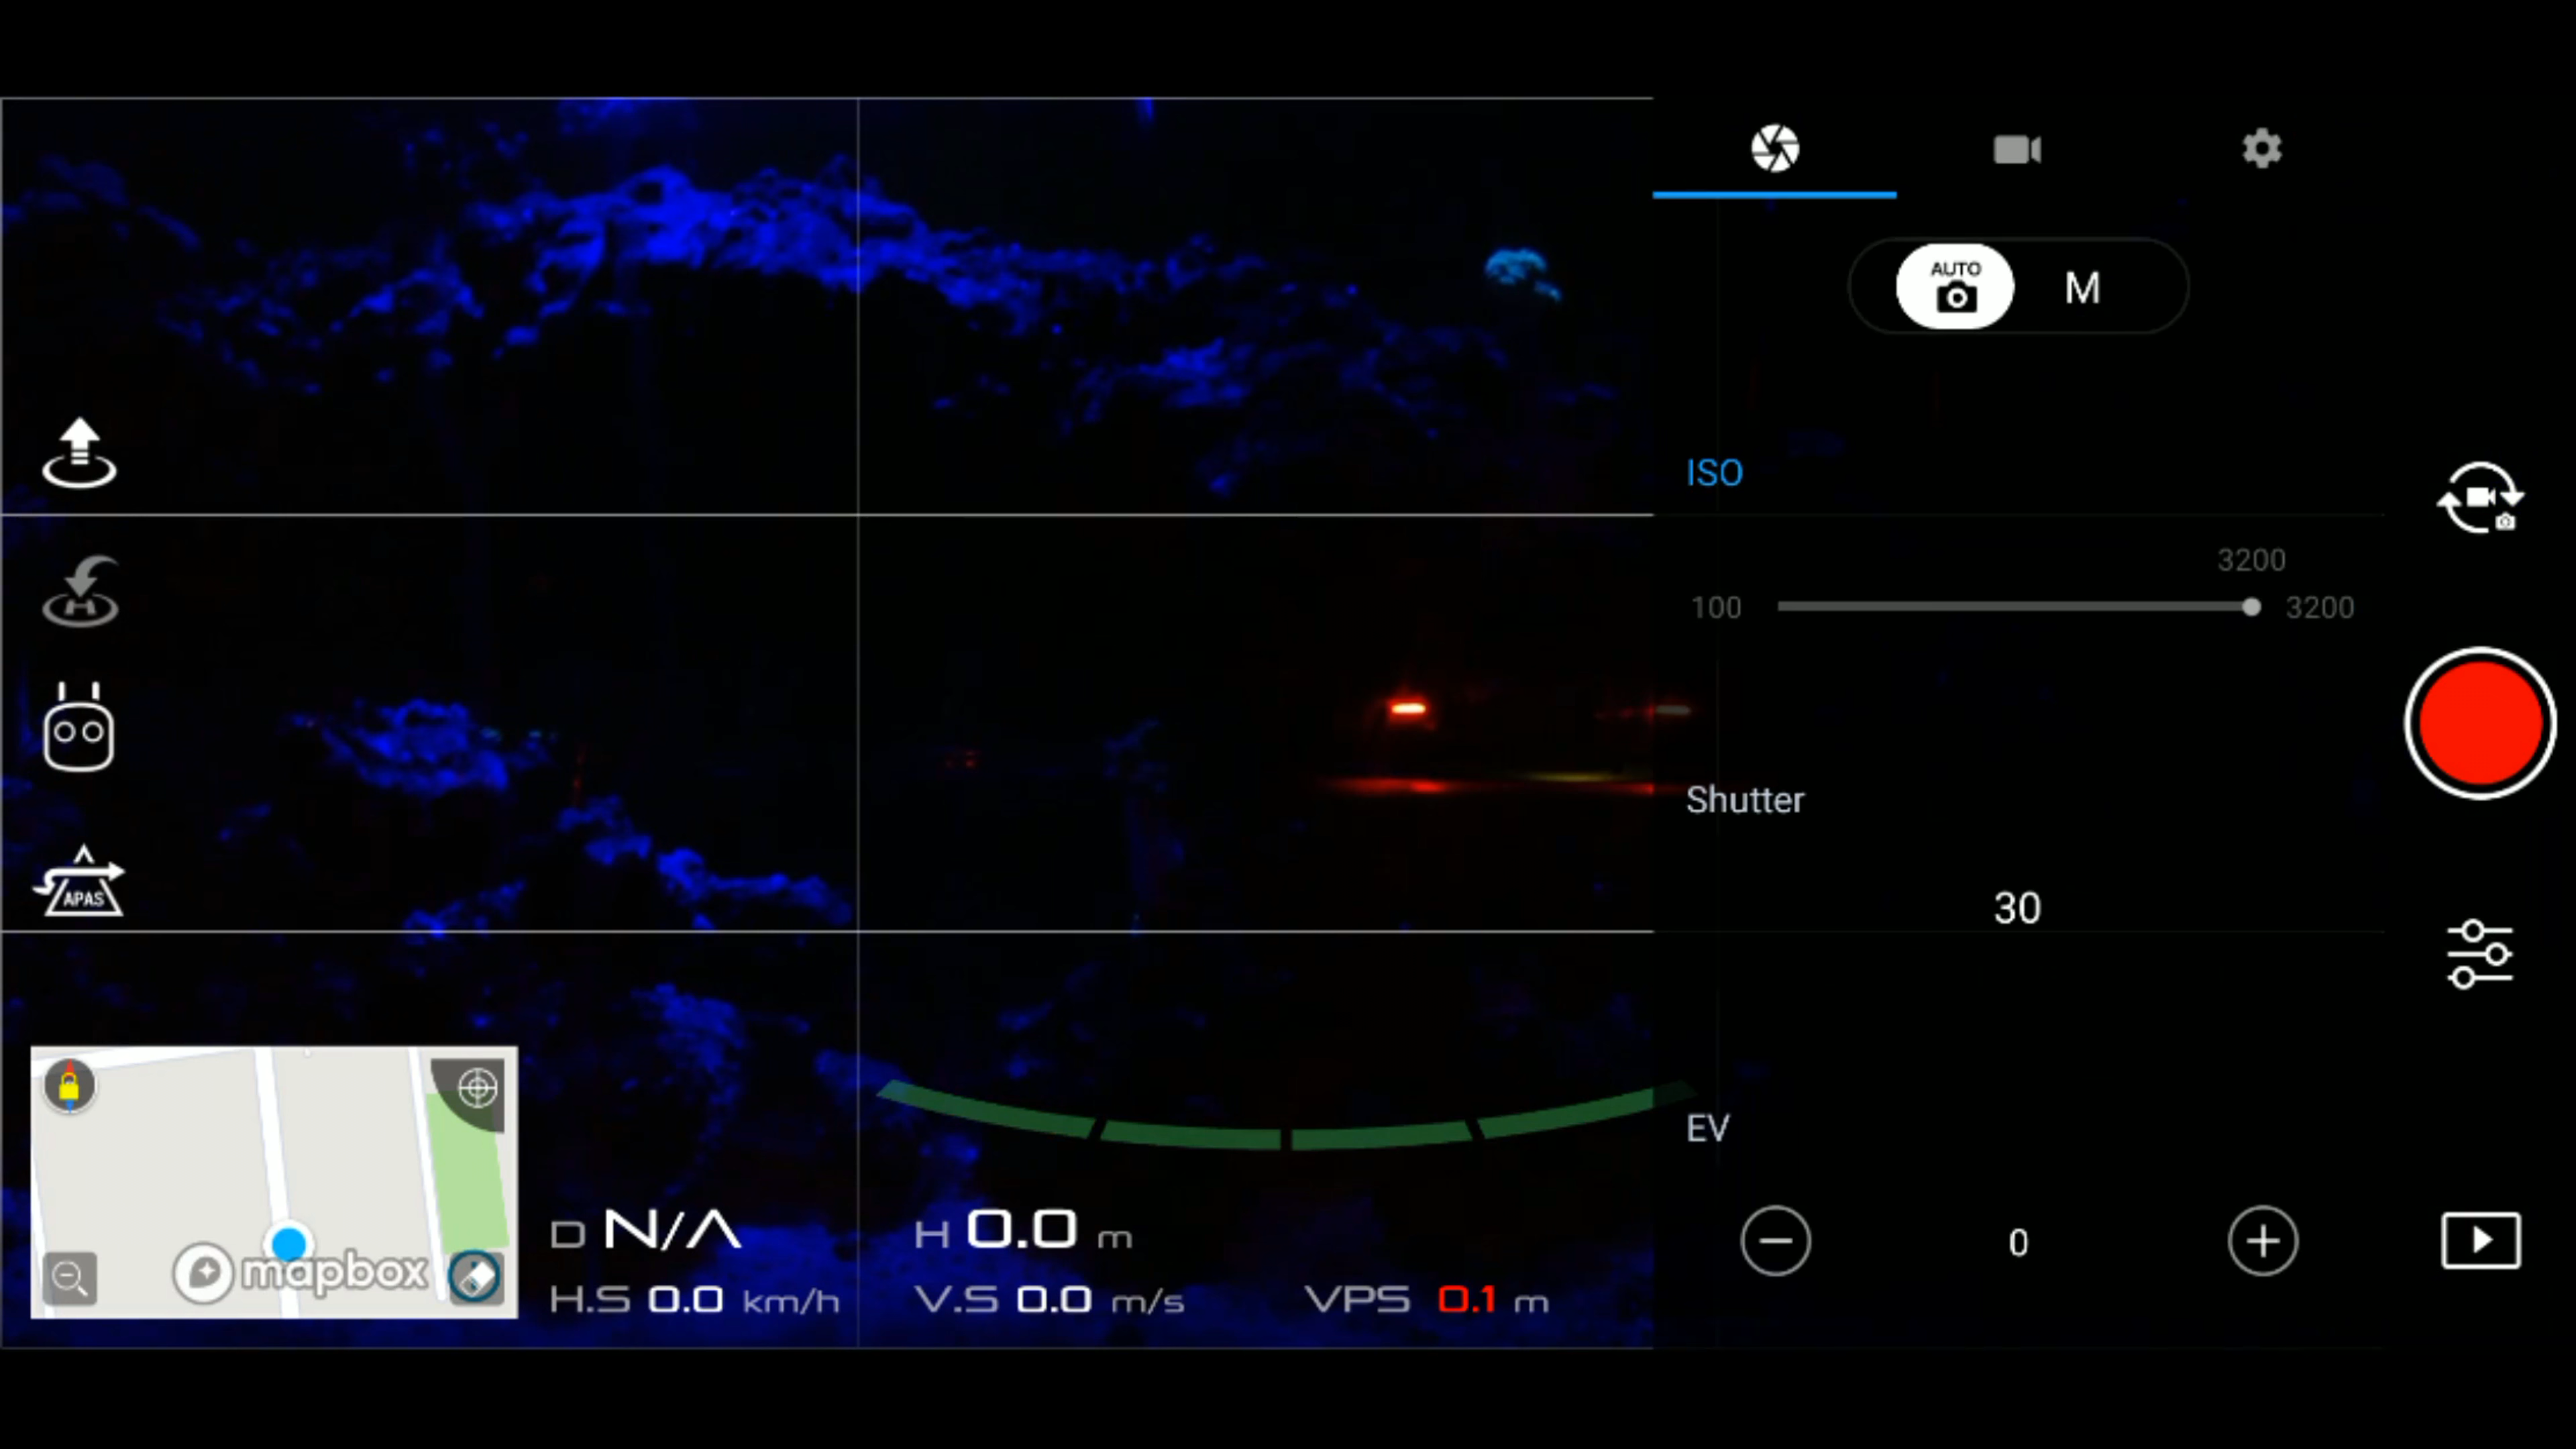 AUTO
M
ISO
3200
100
3200
Shutter
APAS
30
EV
0
D N/A
H 0.0 m
mapbox
H.S 0.0 km/h
V.S 0.0 m/s
VPS 0.1 m